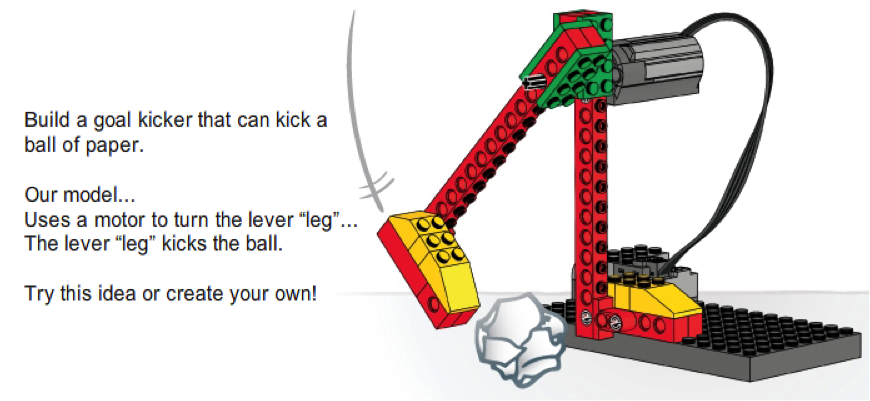 Build a goal kicker that can kick a
ball of paper.
Our model...
Uses a motor to turn the lever “leg”...
The lever “leg” kicks the ball.
Try this idea or create your own!